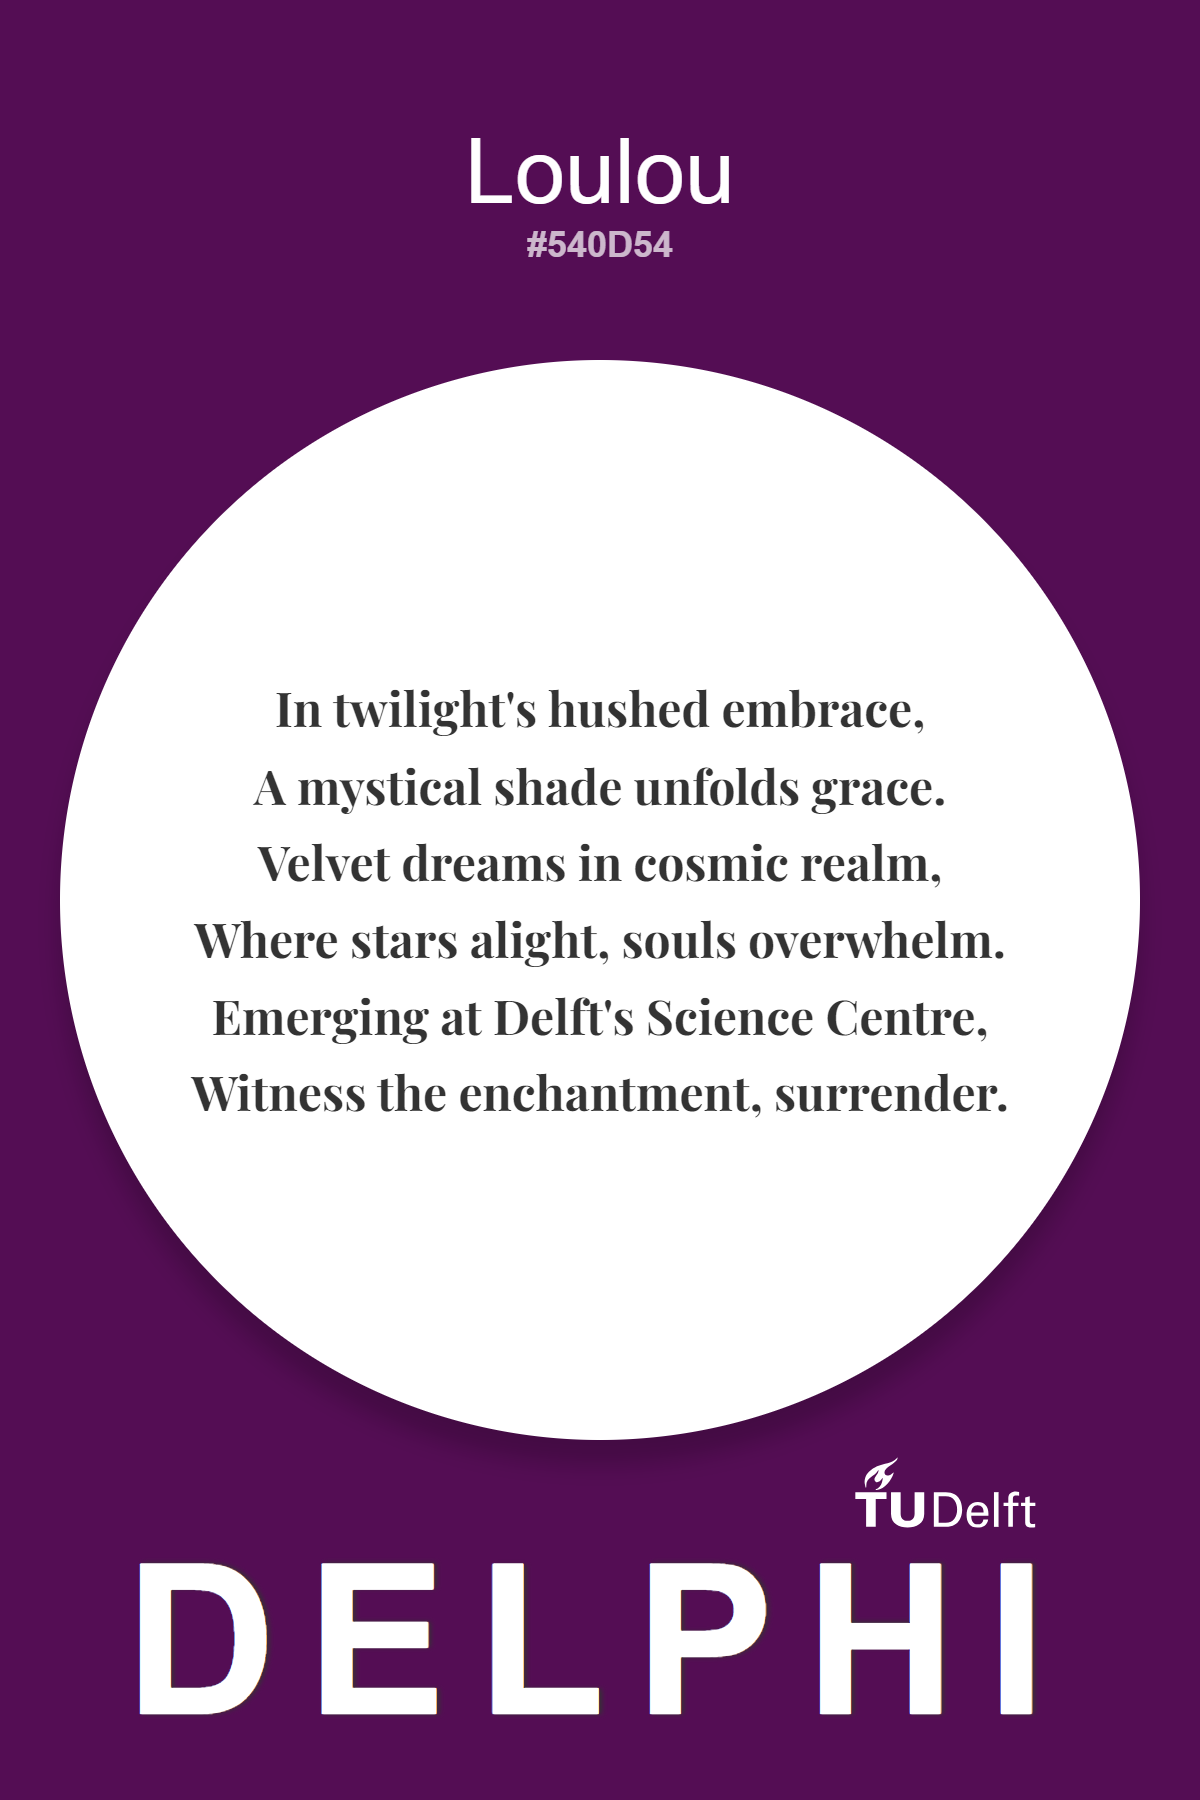 Loulou
#540D54
In twilight's hushed embrace,
A mystical shade unfolds grace.
Velvet dreams in cosmic realm,
Where stars alight, souls overwhelm.
Emerging at Delft's Science Centre,
Witness the enchantment, surrender.
TUDelft
DELPHI